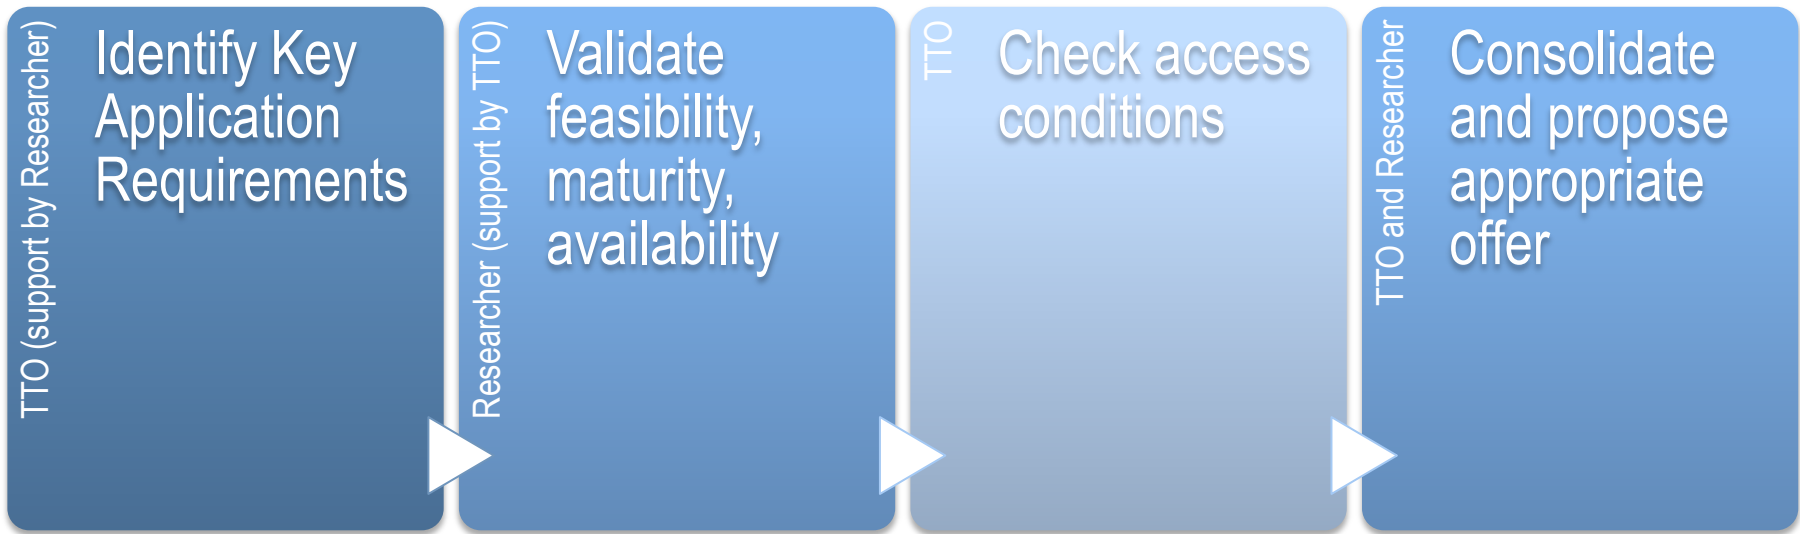 TTO (support by Researcher)
Identify Key
Application
Requirements
Researcher (support by TTO)
Validate
feasibility,
maturity,
availability
TTO
Check access
conditions
TTO and Researcher
Consolidate
and propose
appropriate
offer